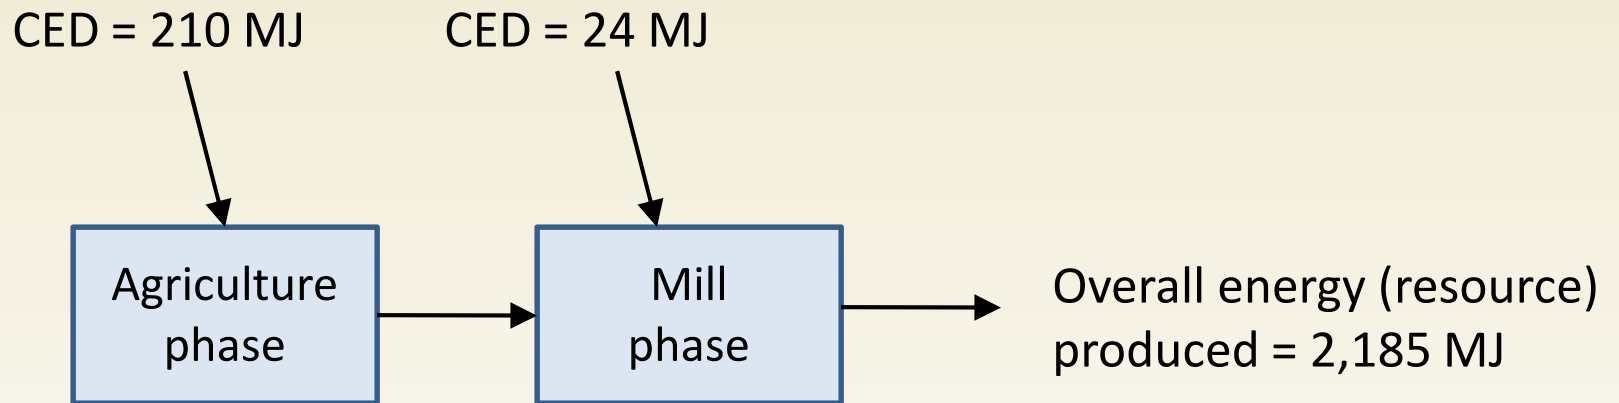 CED = 210 MJ
CED = 24 MJ
Agriculture
phase
Mill
phase
Overall energy (resource)
produced = 2,185 MJ